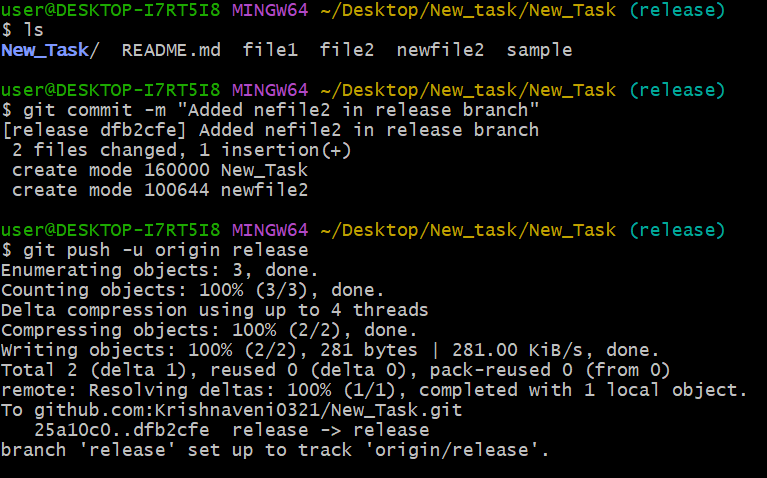 user@DESKTOP-I7RT5I8 MINGW64 ~/Desktop/New_task/New_Task (release)
$ ls
New_Task/  README.md  file1  file2  newfile2  sample
user@DESKTOP-I7RT5I8 MINGW64 ~/Desktop/New_task/New_Task (release)
$ git commit -m "Added nefile2 in release branch"
[release dfb2cfe] Added nefile2 in release branch
 2 files changed, 1 insertion(+)
 create mode 160000 New_Task
 create mode 100644 newfile2
user@DESKTOP-I7RT5I8 MINGW64 ~/Desktop/New_task/New_Task (release)
$ git push -u origin release
Enumerating objects: 3, done.
Counting objects: 100% (3/3), done.
Delta compression using up to 4 threads
Compressing objects: 100% (2/2), done.
Writing objects: 100% (2/2), 281 bytes | 281.00 KiB/s, done.
Total 2 (delta 1), reused 0 (delta 0), pack-reused 0 (from 0)
remote: Resolving deltas: 100% (1/1), completed with 1 local object.
To github.com:Krishnaveni0321/New_Task.git
   25a10c0..dfb2cfe  release -> release
branch 'release' set up to track 'origin/release'.